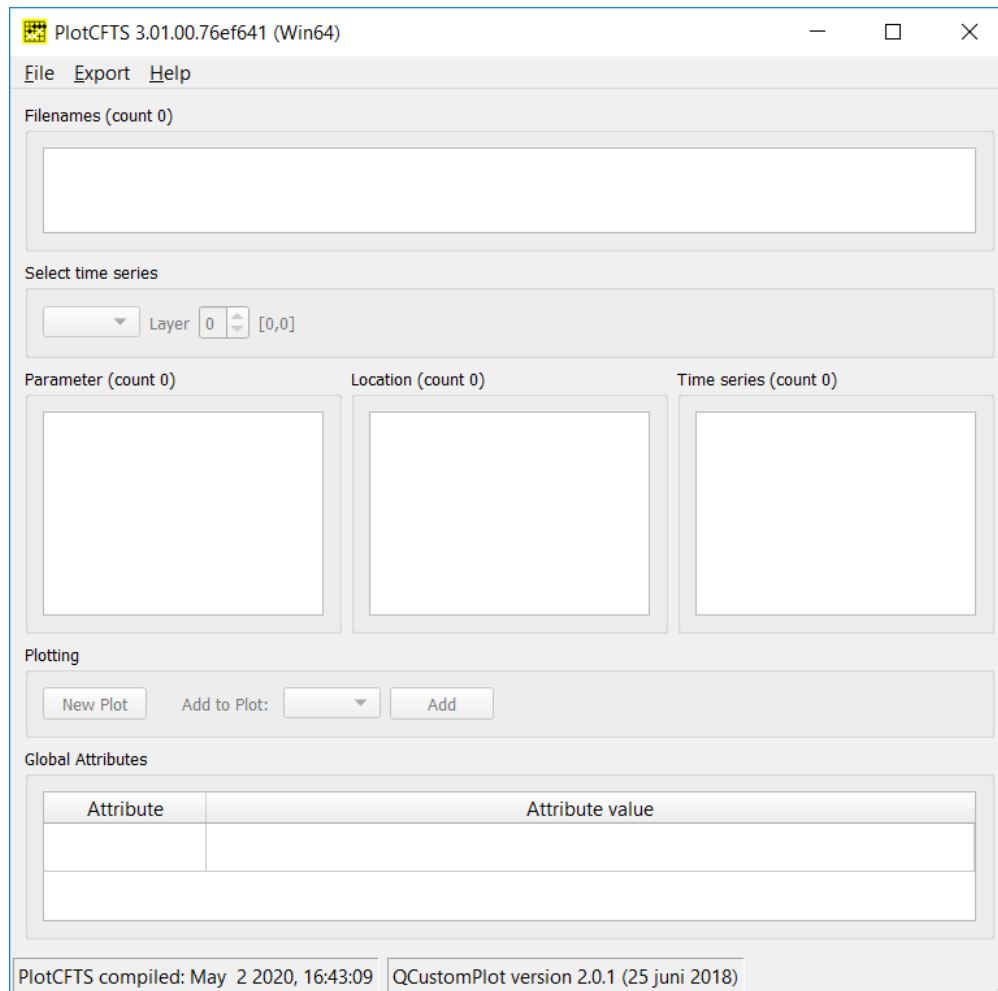 PlotCFTS 3.01.00.76ef641 (Win64)
File Export Help
Filenames (count 0)
Select time series
Layer 0 [0,0]
Parameter (count 0) Location (count 0) Time series (count 0)
Plotting
New Plot Add to Plot: Add
Global Attributes
Attribute Attribute value
PlotCFTS compiled: May  2 2020, 16:43:09 QCustomPlot version 2.0.1 (25 juni 2018)